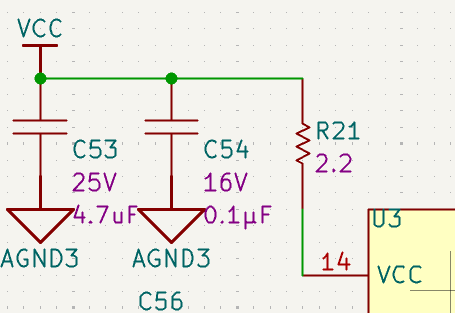 VCC
C53
25V
4.7uF
AGND3
C54
16V
0.1µF
AGND3
C56
R21
2.2
14
U3
VCC